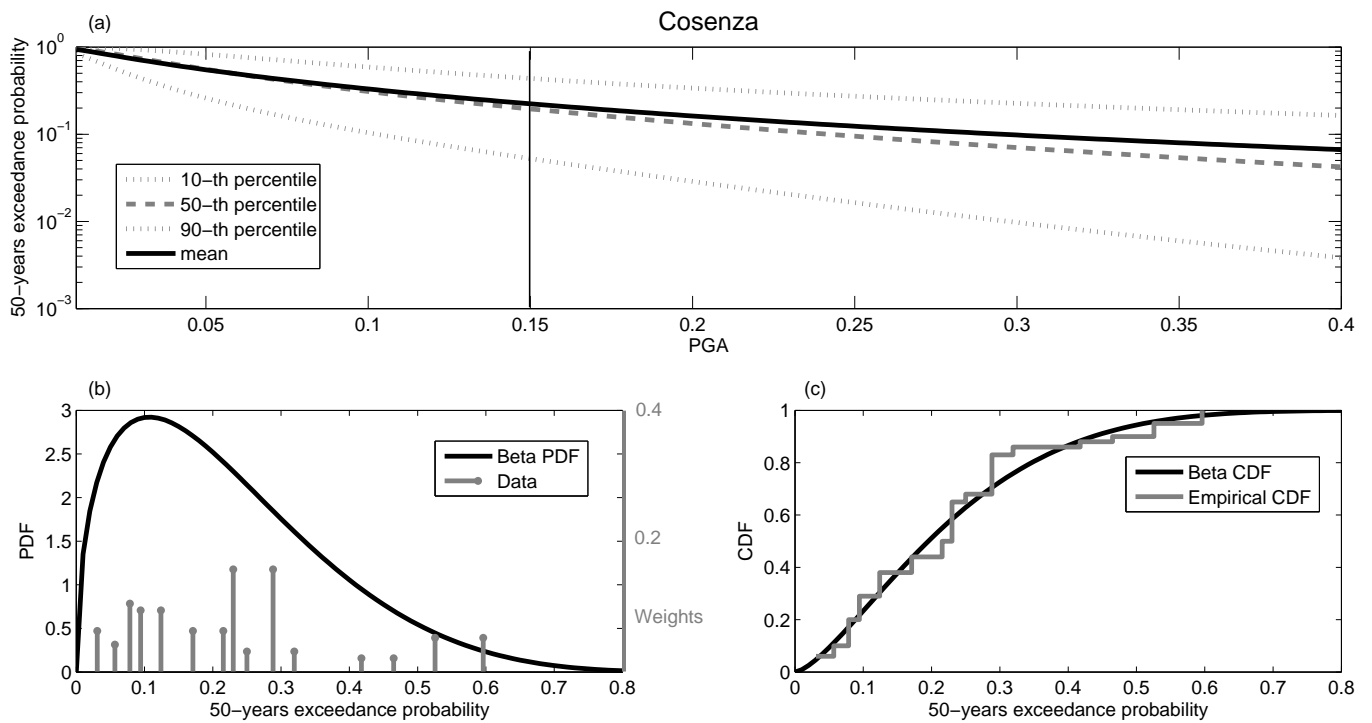 Cosenza
(a)
50−years exceedance probability
10^0
10^−1
10^−2
10^−3
10−th percentile
50−th percentile
90−th percentile
mean
0.05 0.1 0.15 0.2 0.25 0.3 0.35 0.4
PGA
(b)
PDF
3
2.5
2
1.5
1
0.5
0
Beta PDF
Data
0.4
0.2
Weights
0 0.1 0.2 0.3 0.4 0.5 0.6 0.7 0.8
50−years exceedance probability
(c)
CDF
1
0.8
0.6
0.4
0.2
0
Beta CDF
Empirical CDF
0 0.1 0.2 0.3 0.4 0.5 0.6 0.7 0.8
50−years exceedance probability